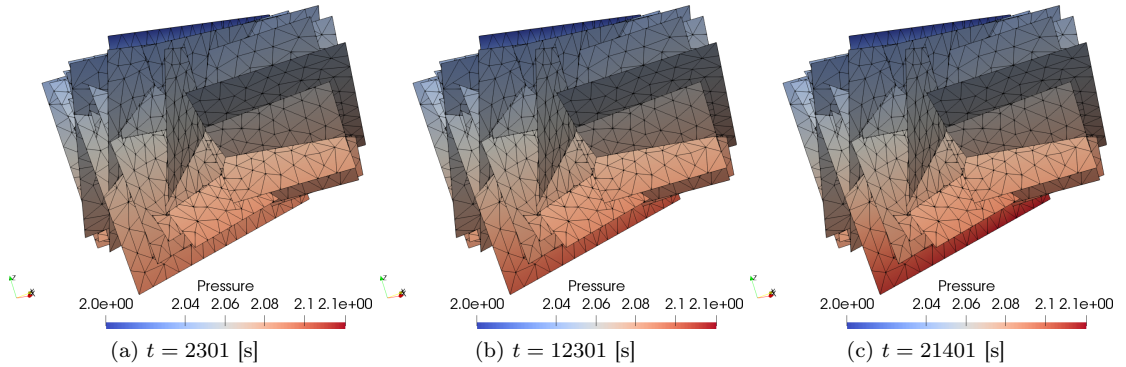 Z X Pressure
2.0e+00 2.04 2.06 2.08 2.1 2.1e+00
(a) t = 2301 [s]
Z X Pressure
2.0e+00 2.04 2.06 2.08 2.1 2.1e+00
(b) t = 12301 [s]
Z X Pressure
2.0e+00 2.04 2.06 2.08 2.1 2.1e+00
(c) t = 21401 [s]